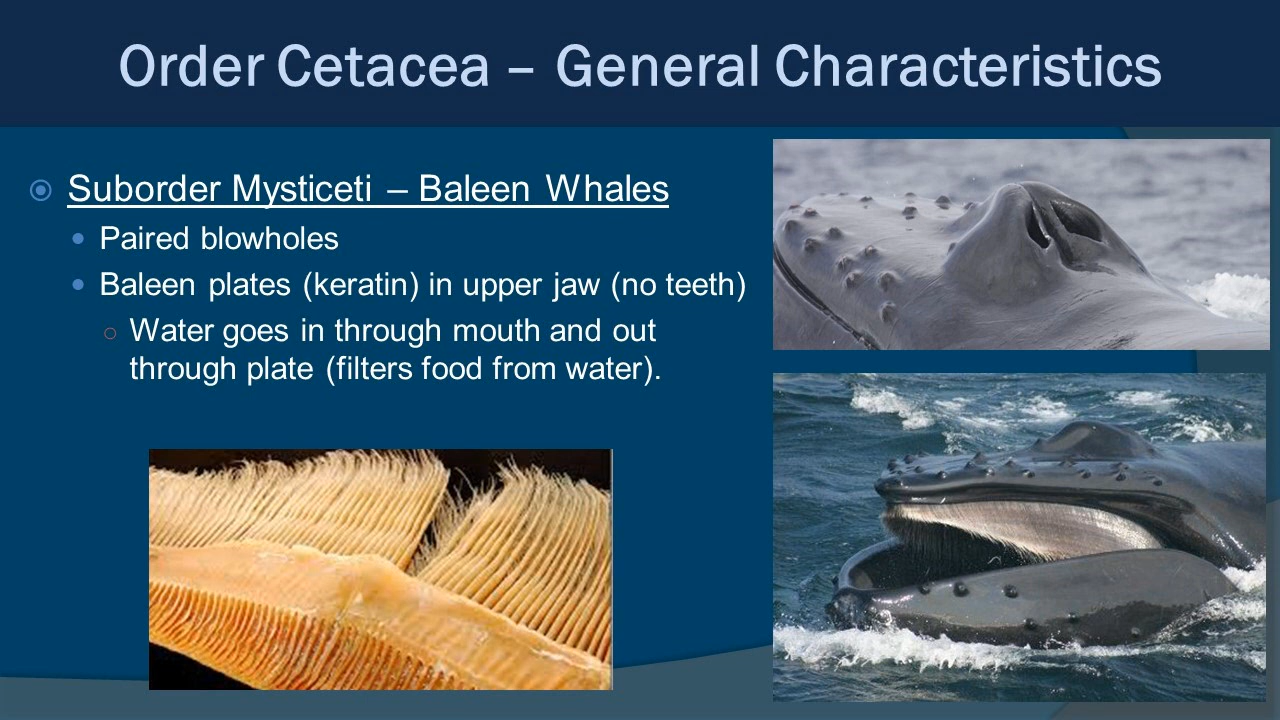 Order Cetacea – General Characteristics
Suborder Mysticeti – Baleen Whales
Paired blowholes
Baleen plates (keratin) in upper jaw (no teeth)
Water goes in through mouth and out
through plate (filters food from water).